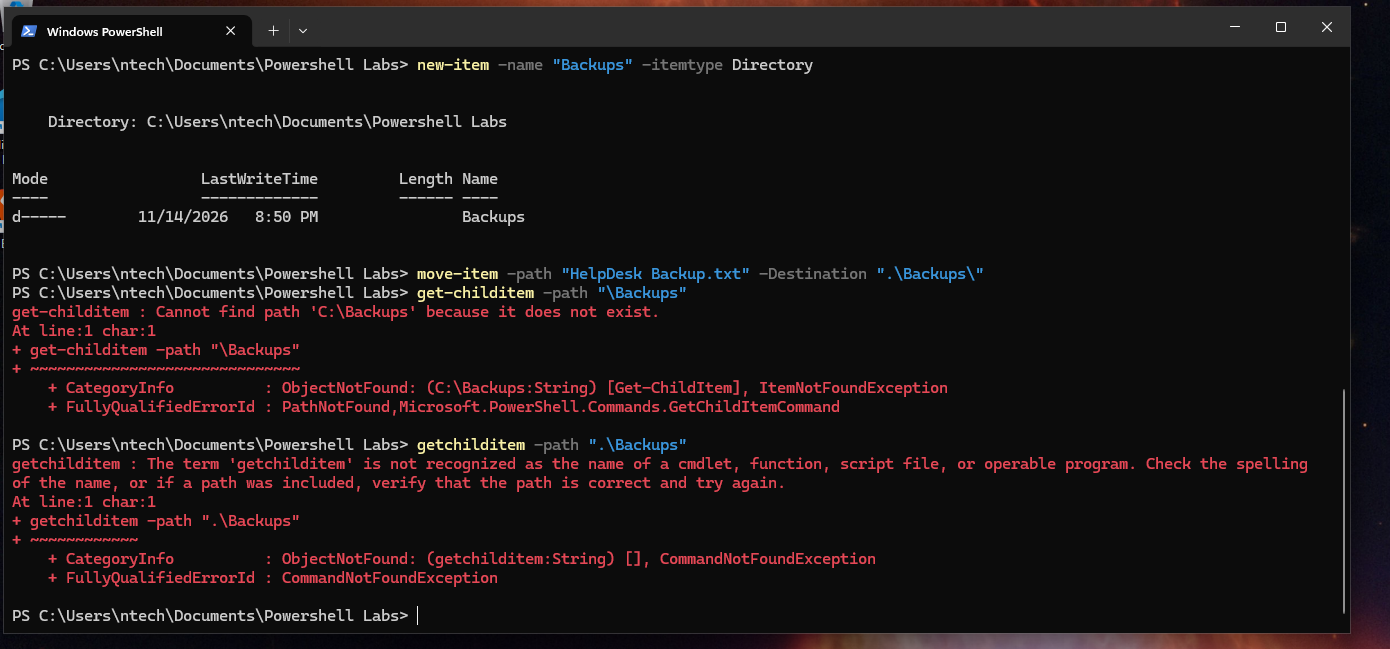 Windows PowerShell
PS C:\Users\ntech\Documents\Powershell Labs> new-item -name "Backups" -itemtype Directory
Directory: C:\Users\ntech\Documents\Powershell Labs
Mode LastWriteTime Length Name
---- ------------- ------ ----
d----- 11/14/2026 8:50 PM Backups
PS C:\Users\ntech\Documents\Powershell Labs> move-item -path "HelpDesk Backup.txt" -Destination ".\Backups\"
PS C:\Users\ntech\Documents\Powershell Labs> get-childitem -path "\Backups"
get-childitem : Cannot find path 'C:\Backups' because it does not exist.
At line:1 char:1
+ get-childitem -path "\Backups"
+ ~~~~~~~~~~~~~~~~~~~~~~~~~~~~~~
+ CategoryInfo : ObjectNotFound: (C:\Backups:String) [Get-ChildItem], ItemNotFoundException
+ FullyQualifiedErrorId : PathNotFound,Microsoft.PowerShell.Commands.GetChildItemCommand
PS C:\Users\ntech\Documents\Powershell Labs> getchilditem -path ".\Backups"
getchilditem : The term 'getchilditem' is not recognized as the name of a cmdlet, function, script file, or operable program. Check the spelling
of the name, or if a path was included, verify that the path is correct and try again.
At line:1 char:1
+ getchilditem -path ".\Backups"
+ ~~~~~~~~~~~~
+ CategoryInfo : ObjectNotFound: (getchilditem:String) [], CommandNotFoundException
+ FullyQualifiedErrorId : CommandNotFoundException
PS C:\Users\ntech\Documents\Powershell Labs>